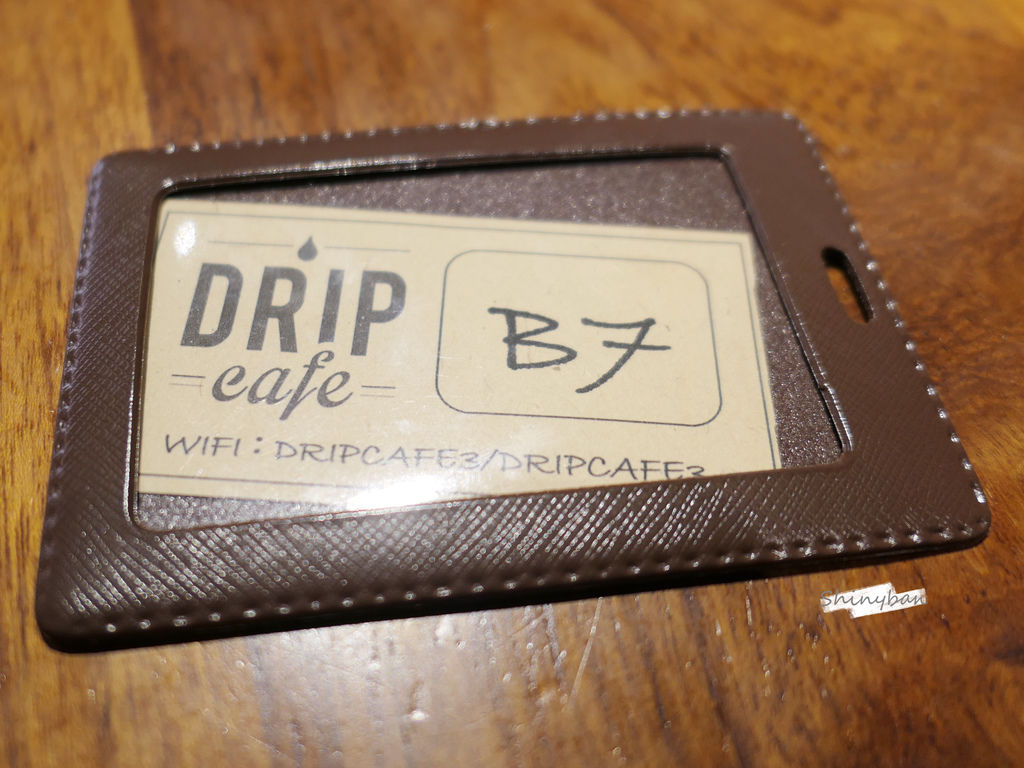 DRIP
cafe
B7
WIFI : DRIPCAFE3/DRIPCAFE3
shinyban